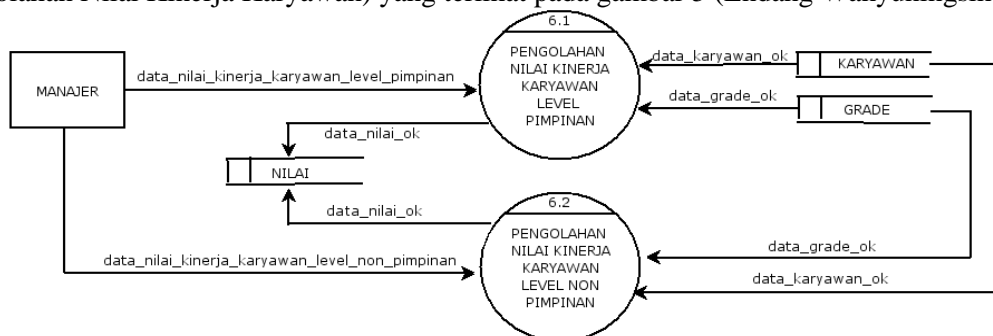 olahan Nilai Kinerja Karyawan) yang terlihat pada gambar 5 (Endang Wahyuningsih
6.1
PENGOLAHAN
NILAI KINERJA
KARYAWAN
LEVEL
PIMPINAN
MANAJER
data_nilai_kinerja_karyawan_level_pimpinan
data_karyawan_ok
KARYAWAN
data_grade_ok
GRADE
data_nilai_ok
NILAI
data_nilai_ok
6.2
PENGOLAHAN
NILAI KINERJA
KARYAWAN
LEVEL NON
PIMPINAN
data_nilai_kinerja_karyawan_level_non_pimpinan
data_grade_ok
data_karyawan_ok